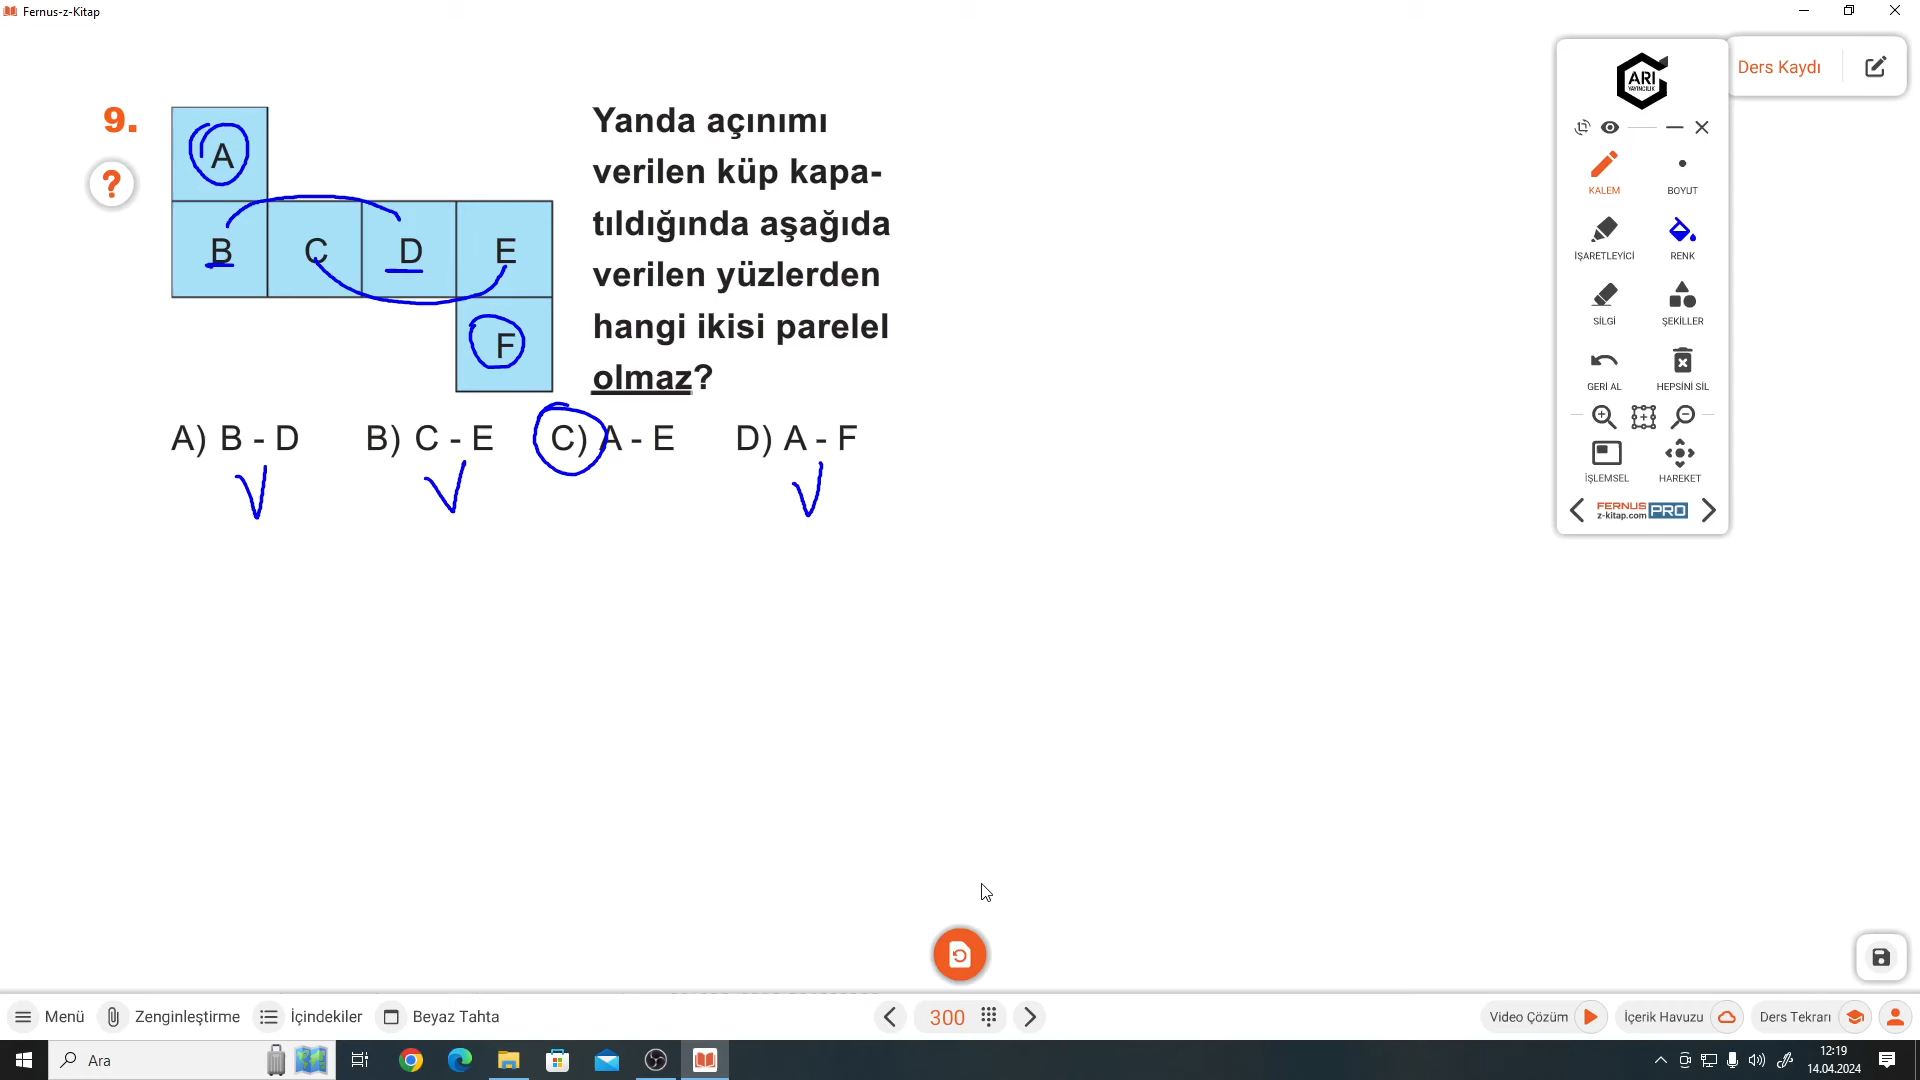 Fernus-z-Kitap
Ders Kaydı
ARI
YAYINCILIK
KALEM
BOYUT
İŞARETLEYİCİ
RENK
SİLGİ
ŞEKİLLER
GERİ AL
HEPSİNİ SİL
İŞLEMSEL
HAREKET
FERNUS
z-kitap.com
PRO
9.
?
A
B C D E
F
Yanda açınımı
verilen küp kapa-
tıldığında aşağıda
verilen yüzlerden
hangi ikisi parelel
olmaz?
A) B - D B) C - E C) A - E D) A - F
Menü Zenginleştirme İçindekiler Beyaz Tahta 300 Video Çözüm İçerik Havuzu Ders Tekrarı
Ara
12:19
14.04.2024